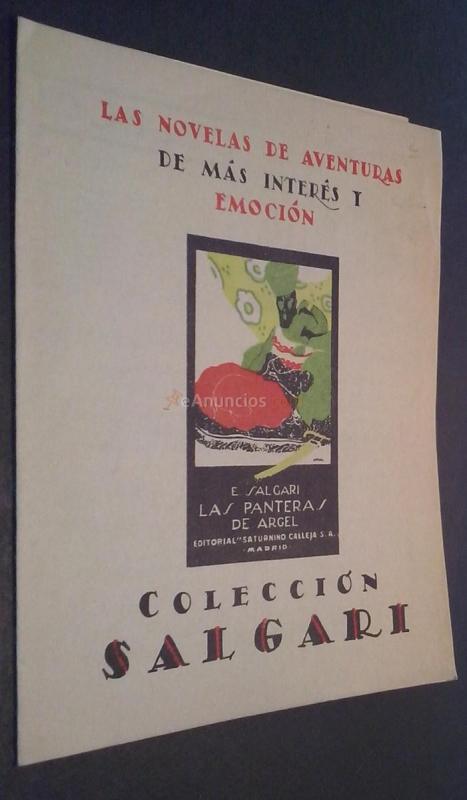 LAS NOVELAS DE AVENTURAS
DE MÁS INTERÉS Y
EMOCIÓN
eAnuncios
E. SALGARI
LAS PANTERAS
DE ARGEL
EDITORIAL "SATURNINO CALLEJA S.A.
MADRID
COLECCIÓN
SALGARI